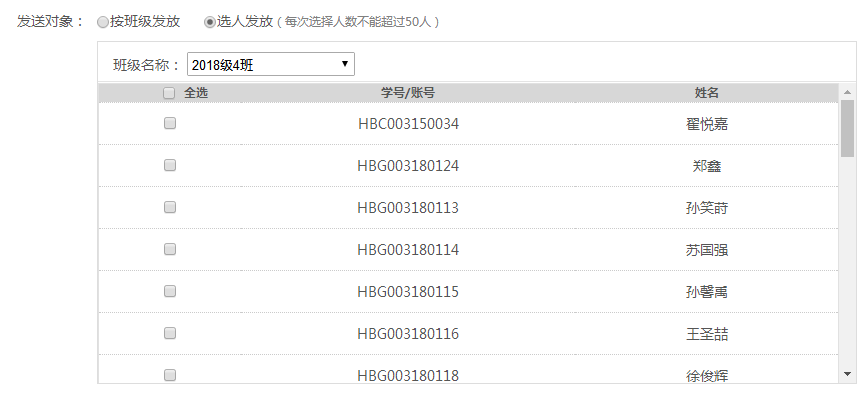 发送对象： 按班级发放 选人发放（每次选择人数不能超过50人）
班级名称： 2018级4班
全选 学号/账号 姓名
HBC003150034 翟悦嘉
HBG003180124 郑鑫
HBG003180113 孙笑莳
HBG003180114 苏国强
HBG003180115 孙馨禹
HBG003180116 王圣喆
HBG003180118 徐俊辉